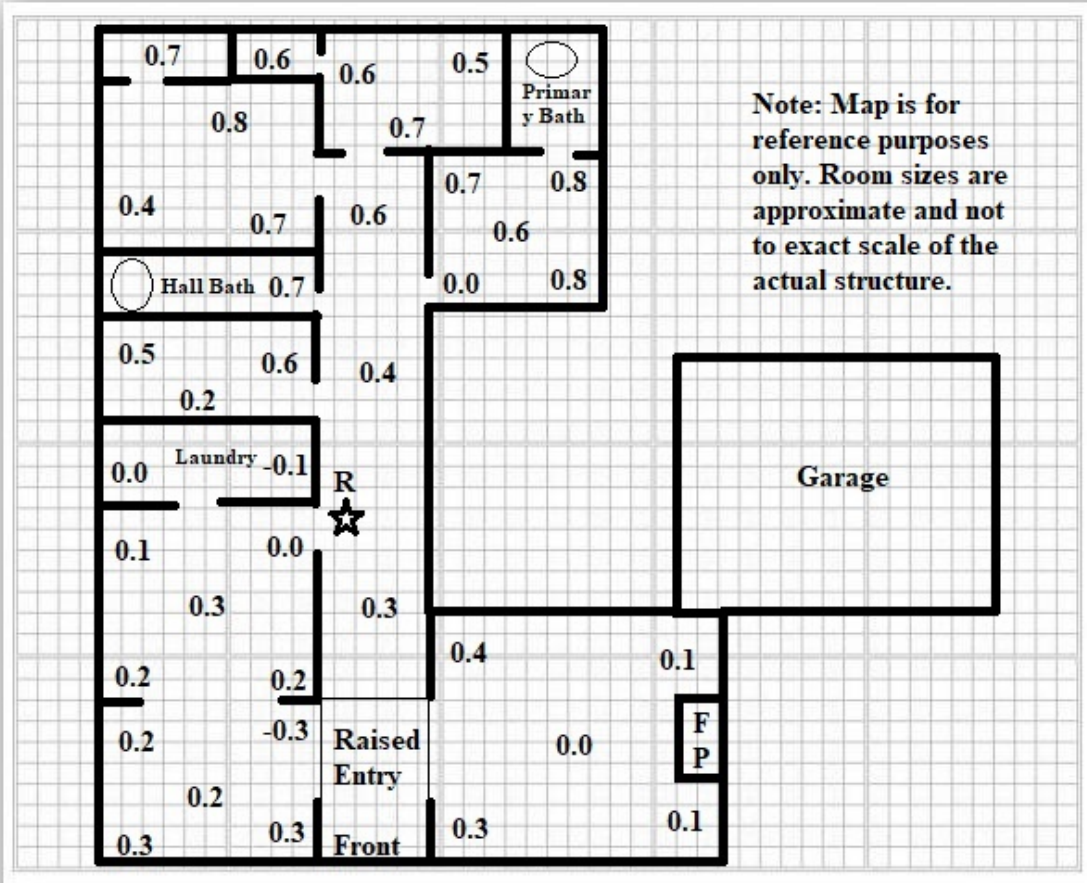 0.7
0.6
0.6
0.5
Primar
y Bath
0.8
0.7
Note: Map is for
reference purposes
only. Room sizes are
approximate and not
to exact scale of the
actual structure.
0.4
0.7
0.6
0.7
0.8
0.6
Hall Bath
0.7
0.0
0.8
0.5
0.6
0.2
0.4
0.0
Laundry
-0.1
R
Garage
0.1
0.0
0.3
0.3
0.2
0.2
0.4
0.1
0.2
-0.3
Raised
Entry
0.0
F
P
0.2
0.3
0.3
Front
0.3
0.1